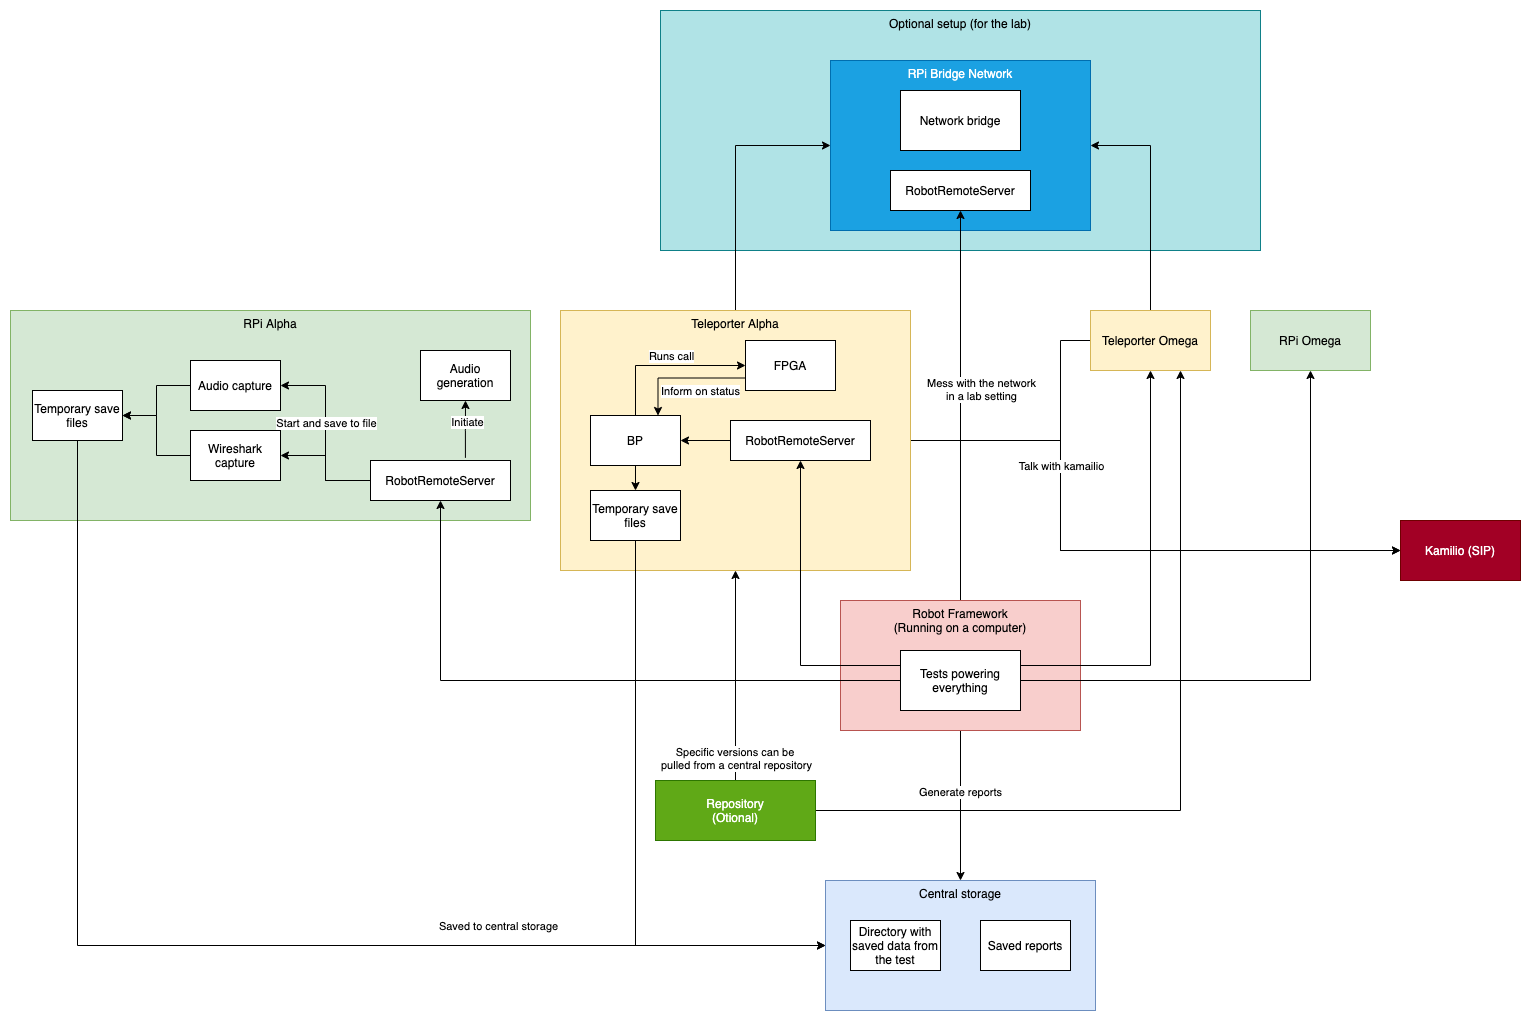 Optional setup (for the lab)
RPi Bridge Network
Network bridge
RobotRemoteServer
RPi Alpha
Audio capture
Audio
generation
Temporary save
files
Start and save to file
Initiate
Wireshark
capture
RobotRemoteServer
Teleporter Alpha
Runs call
FPGA
Inform on status
BP
RobotRemoteServer
Temporary save
files
Mess with the network
in a lab setting
Teleporter Omega
RPi Omega
Talk with kamailio
Kamilio (SIP)
Robot Framework
(Running on a computer)
Tests powering
everything
Specific versions can be
pulled from a central repository
Repository
(Otional)
Generate reports
Saved to central storage
Central storage
Directory with
saved data from
the test
Saved reports